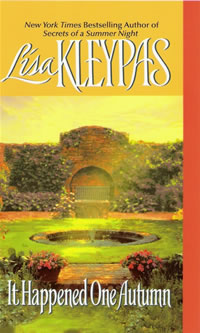 New York Times Bestselling Author of
Secrets of a Summer Night
Lisa KLEYPAS
It Happened One Autumn